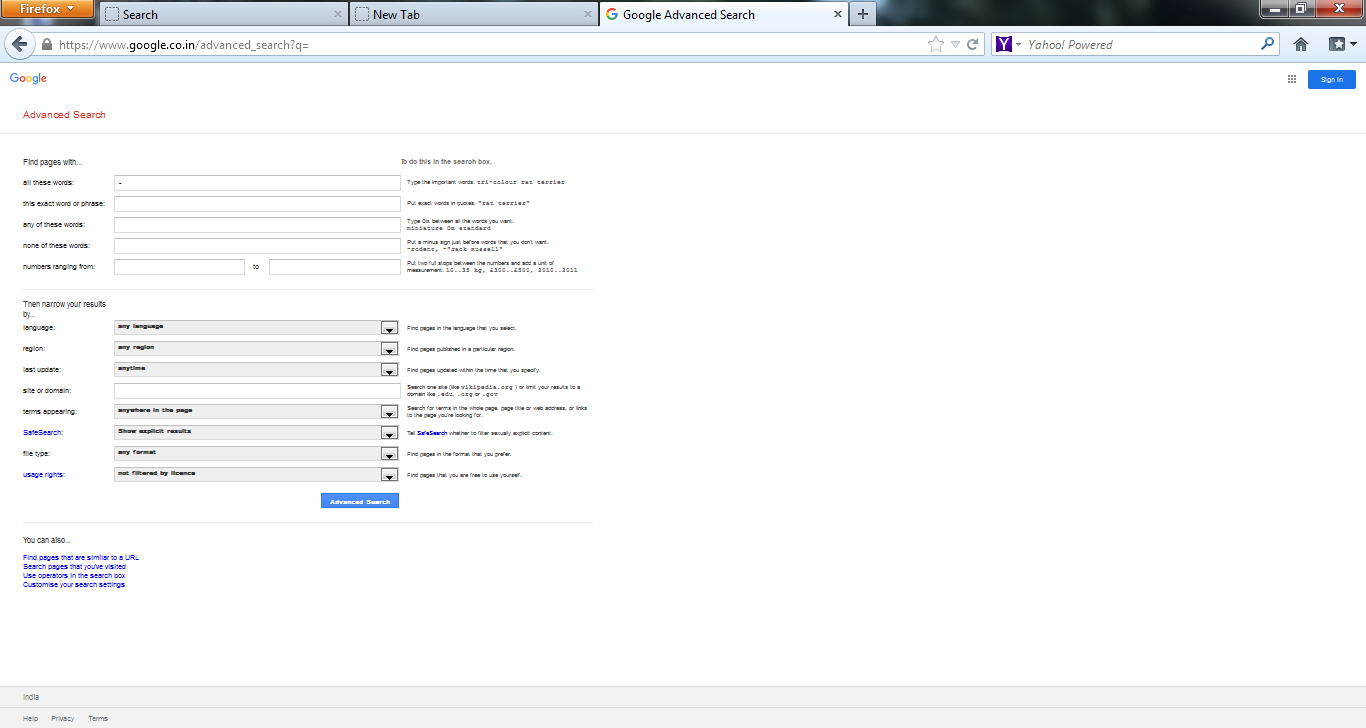 Firefox
Search
New Tab
Google Advanced Search
https://www.google.co.in/advanced_search?q=
Yahoo! Powered
Google
Sign in
Advanced Search
Find pages with...
To do this in the search box.
all these words:
-
Type the important words: tri-colour rat terrier
this exact word or phrase:
Put exact words in quotes: "rat terrier"
any of these words:
Type OR between all the words you want:
miniature OR standard
none of these words:
Put a minus sign just before words that you don't want:
-rodent, -"Jack Russell"
numbers ranging from:
to
Put two full stops between the numbers and add a unit of
measurement: 10..35 kg, £300..£500, 2010..2011
Then narrow your results
by...
language:
any language
Find pages in the language that you select.
region:
any region
Find pages published in a particular region.
last update:
anytime
Find pages updated within the time that you specify.
site or domain:
Search one site (like wikipedia.org ) or limit your results to a
domain like .edu, .org or .gov
terms appearing:
anywhere in the page
Search for terms in the whole page, page title or web address, or links
to the page you're looking for.
SafeSearch:
Show explicit results
Tell SafeSearch whether to filter sexually explicit content.
file type:
any format
Find pages in the format that you prefer.
usage rights:
not filtered by licence
Find pages that you are free to use yourself.
Advanced Search
You can also...
Find pages that are similar to a URL
Search pages that you've visited
Use operators in the search box
Customise your search settings
India
Help
Privacy
Terms